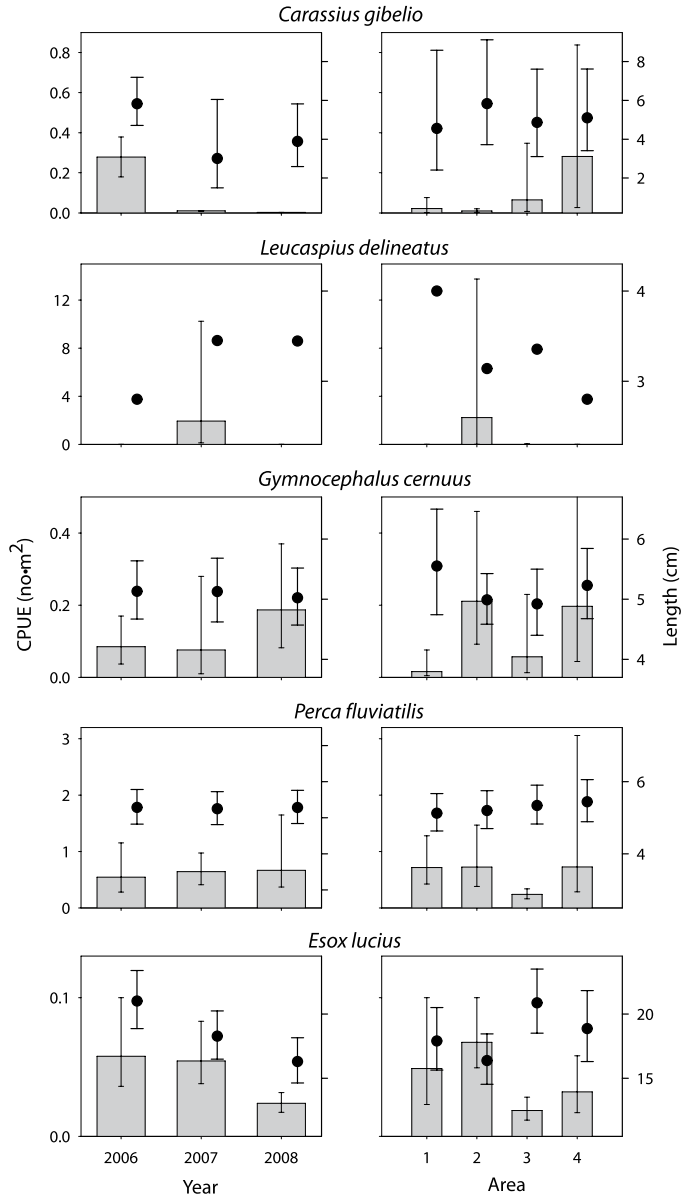 Carassius gibelio
0.8
0.6
0.4
0.2
0.0
8
6
4
2
Leucaspius delineatus
12
8
4
0
4
3
Gymnocephalus cernuus
0.4
0.2
0.0
6
5
4
CPUE (no•m²)
Length (cm)
Perca fluviatilis
3
2
1
0
6
4
Esox lucius
0.1
0.0
20
15
2006 2007 2008
1 2 3 4
Year
Area